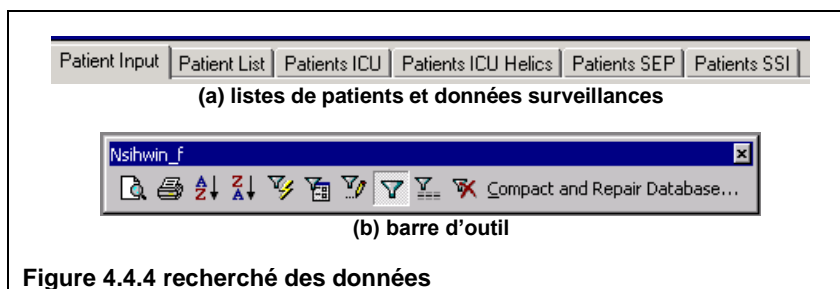 Patient Input Patient List Patients ICU Patients ICU Helics Patients SEP Patients SSI
(a) listes de patients et données surveillances
Nsihwin_f
Compact and Repair Database...
(b) barre d'outil
Figure 4.4.4 recherché des données